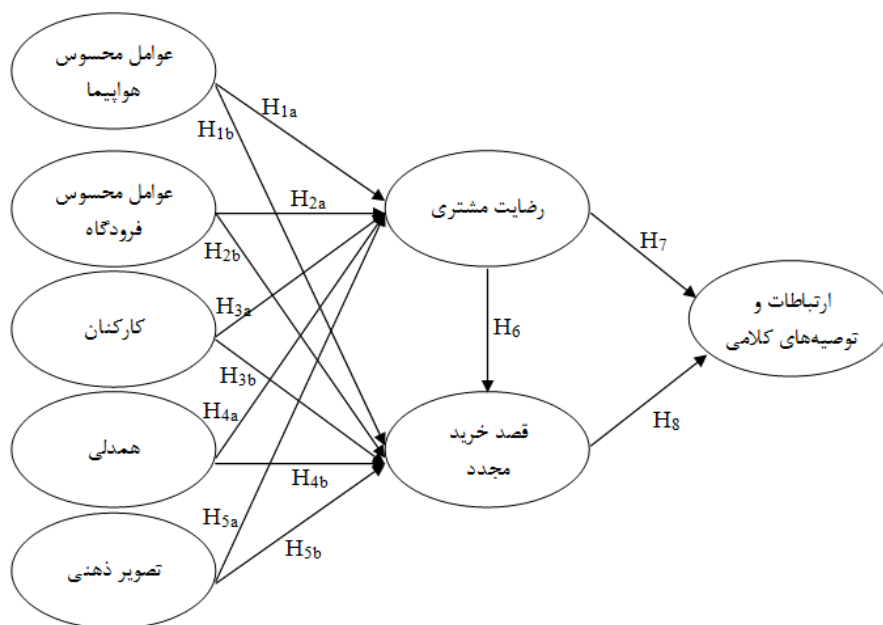 عوامل محسوس
هواپیما
H1a
H1b
عوامل محسوس
فرودگاه
H2a
H2b
رضایت مشتری
H7
ارتباطات و
توصیه‌های کلامی
کارکنان
H3a
H3b
H6
همدلی
H4a
H4b
قصد خرید
مجدد
H8
تصویر ذهنی
H5a
H5b